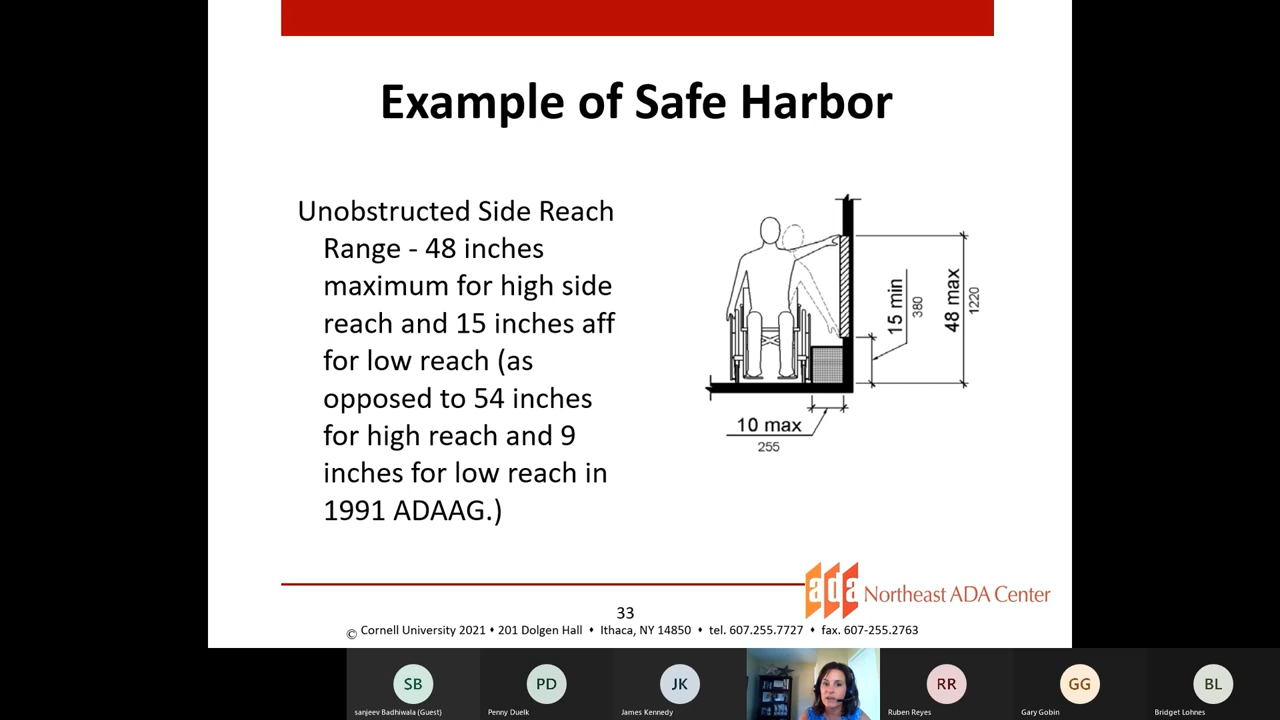 Example of Safe Harbor
Unobstructed Side Reach
Range - 48 inches
maximum for high side
reach and 15 inches aff
for low reach (as
opposed to 54 inches
for high reach and 9
inches for low reach in
1991 ADAAG.)
15 min
380
48 max
1220
10 max
255
ada Northeast ADA Center
33
© Cornell University 2021 • 201 Dolgen Hall • Ithaca, NY 14850 • tel. 607.255.7727 • fax. 607-255.2763
SB
PD
JK
RR
GG
BL
sanjeev Badhiwala (Guest)
Penny Duelk
James Kennedy
Ruben Reyes
Gary Gobin
Bridget Lohnes